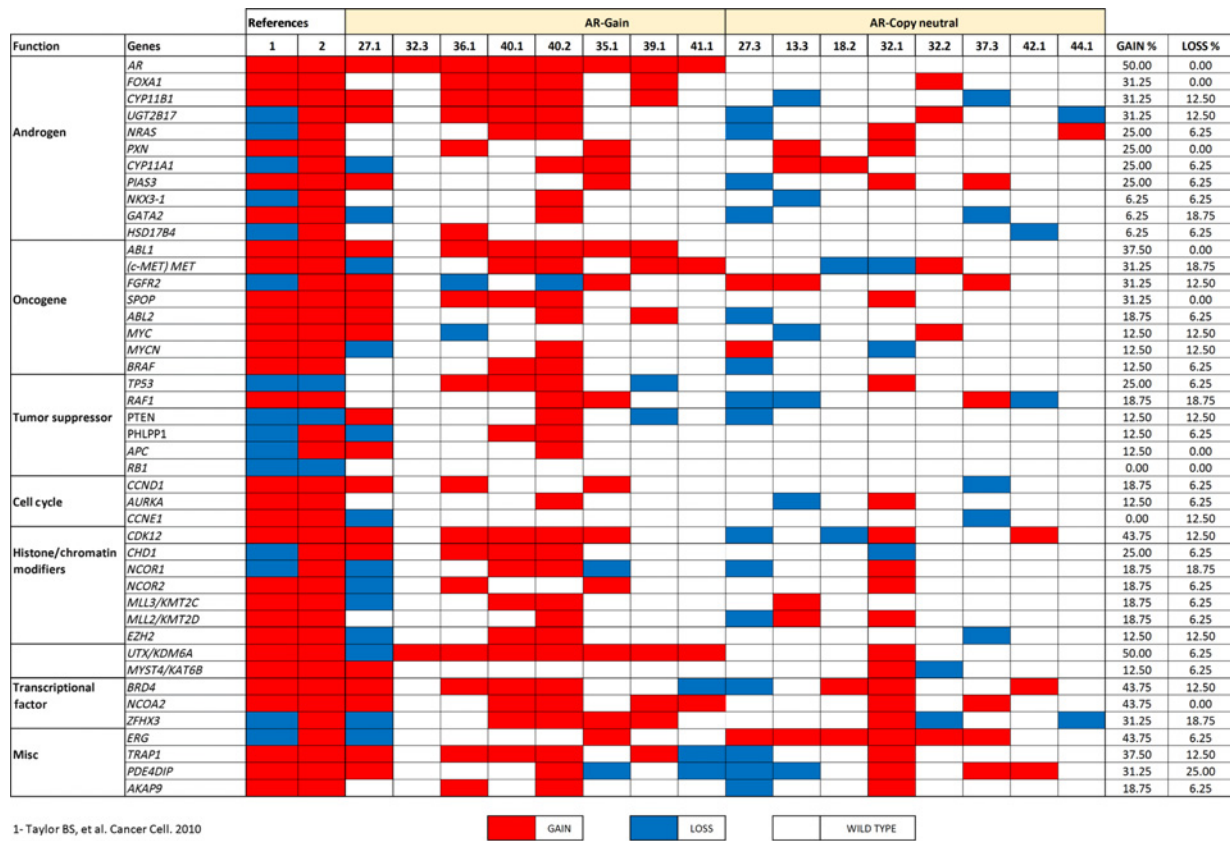 References AR-Gain AR-Copy neutral
Function Genes 1 2 27.1 32.3 36.1 40.1 40.2 35.1 39.1 41.1 27.3 13.3 18.2 32.1 32.2 37.3 42.1 44.1 GAIN % LOSS %
AR 50.00 0.00
FOXA1 31.25 0.00
CYP11B1 31.25 12.50
UGT2B17 31.25 12.50
Androgen NRAS 25.00 6.25
PXN 25.00 0.00
CYP11A1 25.00 6.25
PIAS3 25.00 6.25
NKX3-1 6.25 6.25
GATA2 6.25 18.75
HSD17B4 6.25 6.25
ABL1 37.50 0.00
(c-MET) MET 31.25 18.75
Oncogene FGFR2 31.25 12.50
SPOP 31.25 0.00
ABL2 18.75 6.25
MYC 12.50 12.50
MYCN 12.50 12.50
BRAF 12.50 6.25
TP53 25.00 6.25
RAF1 18.75 18.75
Tumor suppressor PTEN 12.50 12.50
PHLPP1 12.50 6.25
APC 12.50 0.00
RB1 0.00 0.00
CCND1 18.75 6.25
Cell cycle AURKA 12.50 6.25
CCNE1 0.00 12.50
CDK12 43.75 12.50
Histone/chromatin CHD1 25.00 6.25
modifiers NCOR1 18.75 18.75
NCOR2 18.75 6.25
MLL3/KMT2C 18.75 6.25
MLL2/KMT2D 18.75 6.25
EZH2 12.50 12.50
UTX/KDM6A 50.00 6.25
MYST4/KAT6B 12.50 6.25
Transcriptional BRD4 43.75 12.50
factor NCOA2 43.75 0.00
ZFHX3 31.25 18.75
ERG 43.75 6.25
Misc TRAP1 37.50 12.50
PDE4DIP 31.25 25.00
AKAP9 18.75 6.25
1- Taylor BS, et al. Cancer Cell. 2010 GAIN LOSS WILD TYPE